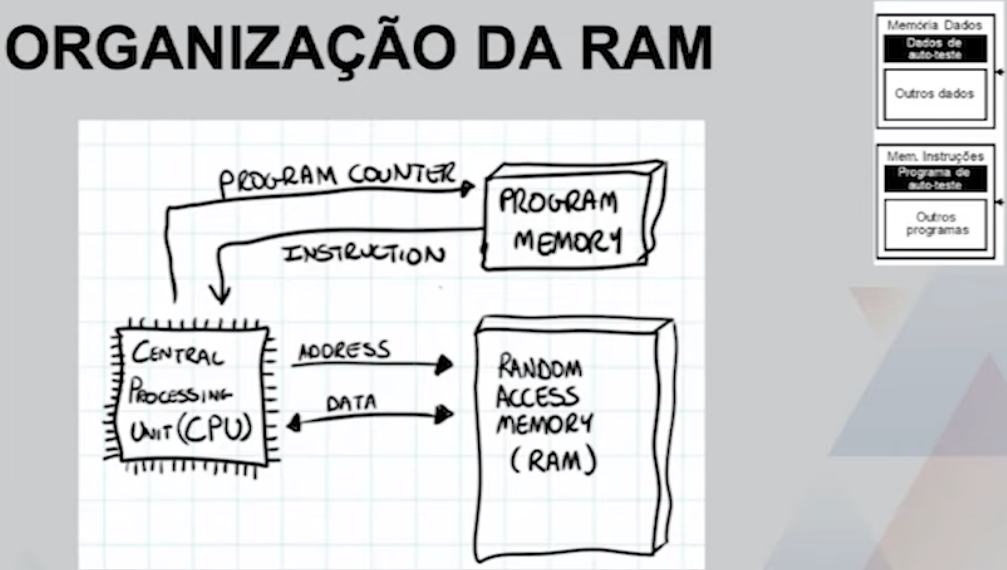 ORGANIZAÇÃO DA RAM
Memória Dados
Dados de
auto-teste
Outros dados
Mem. Instruções
Programa de
auto-teste
Outros
programas
PROGRAM COUNTER
PROGRAM
MEMORY
INSTRUCTION
CENTRAL
PROCESSING
UNIT (CPU)
ADDRESS
DATA
RANDOM
ACCESS
MEMORY
(RAM)